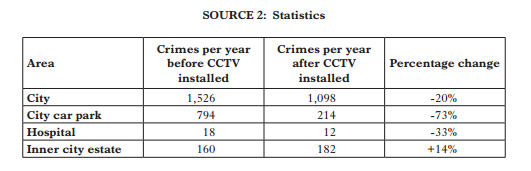 SOURCE 2: Statistics
Area | Crimes per year before CCTV installed | Crimes per year after CCTV installed | Percentage change
City | 1,526 | 1,098 | -20%
City car park | 794 | 214 | -73%
Hospital | 18 | 12 | -33%
Inner city estate | 160 | 182 | +14%